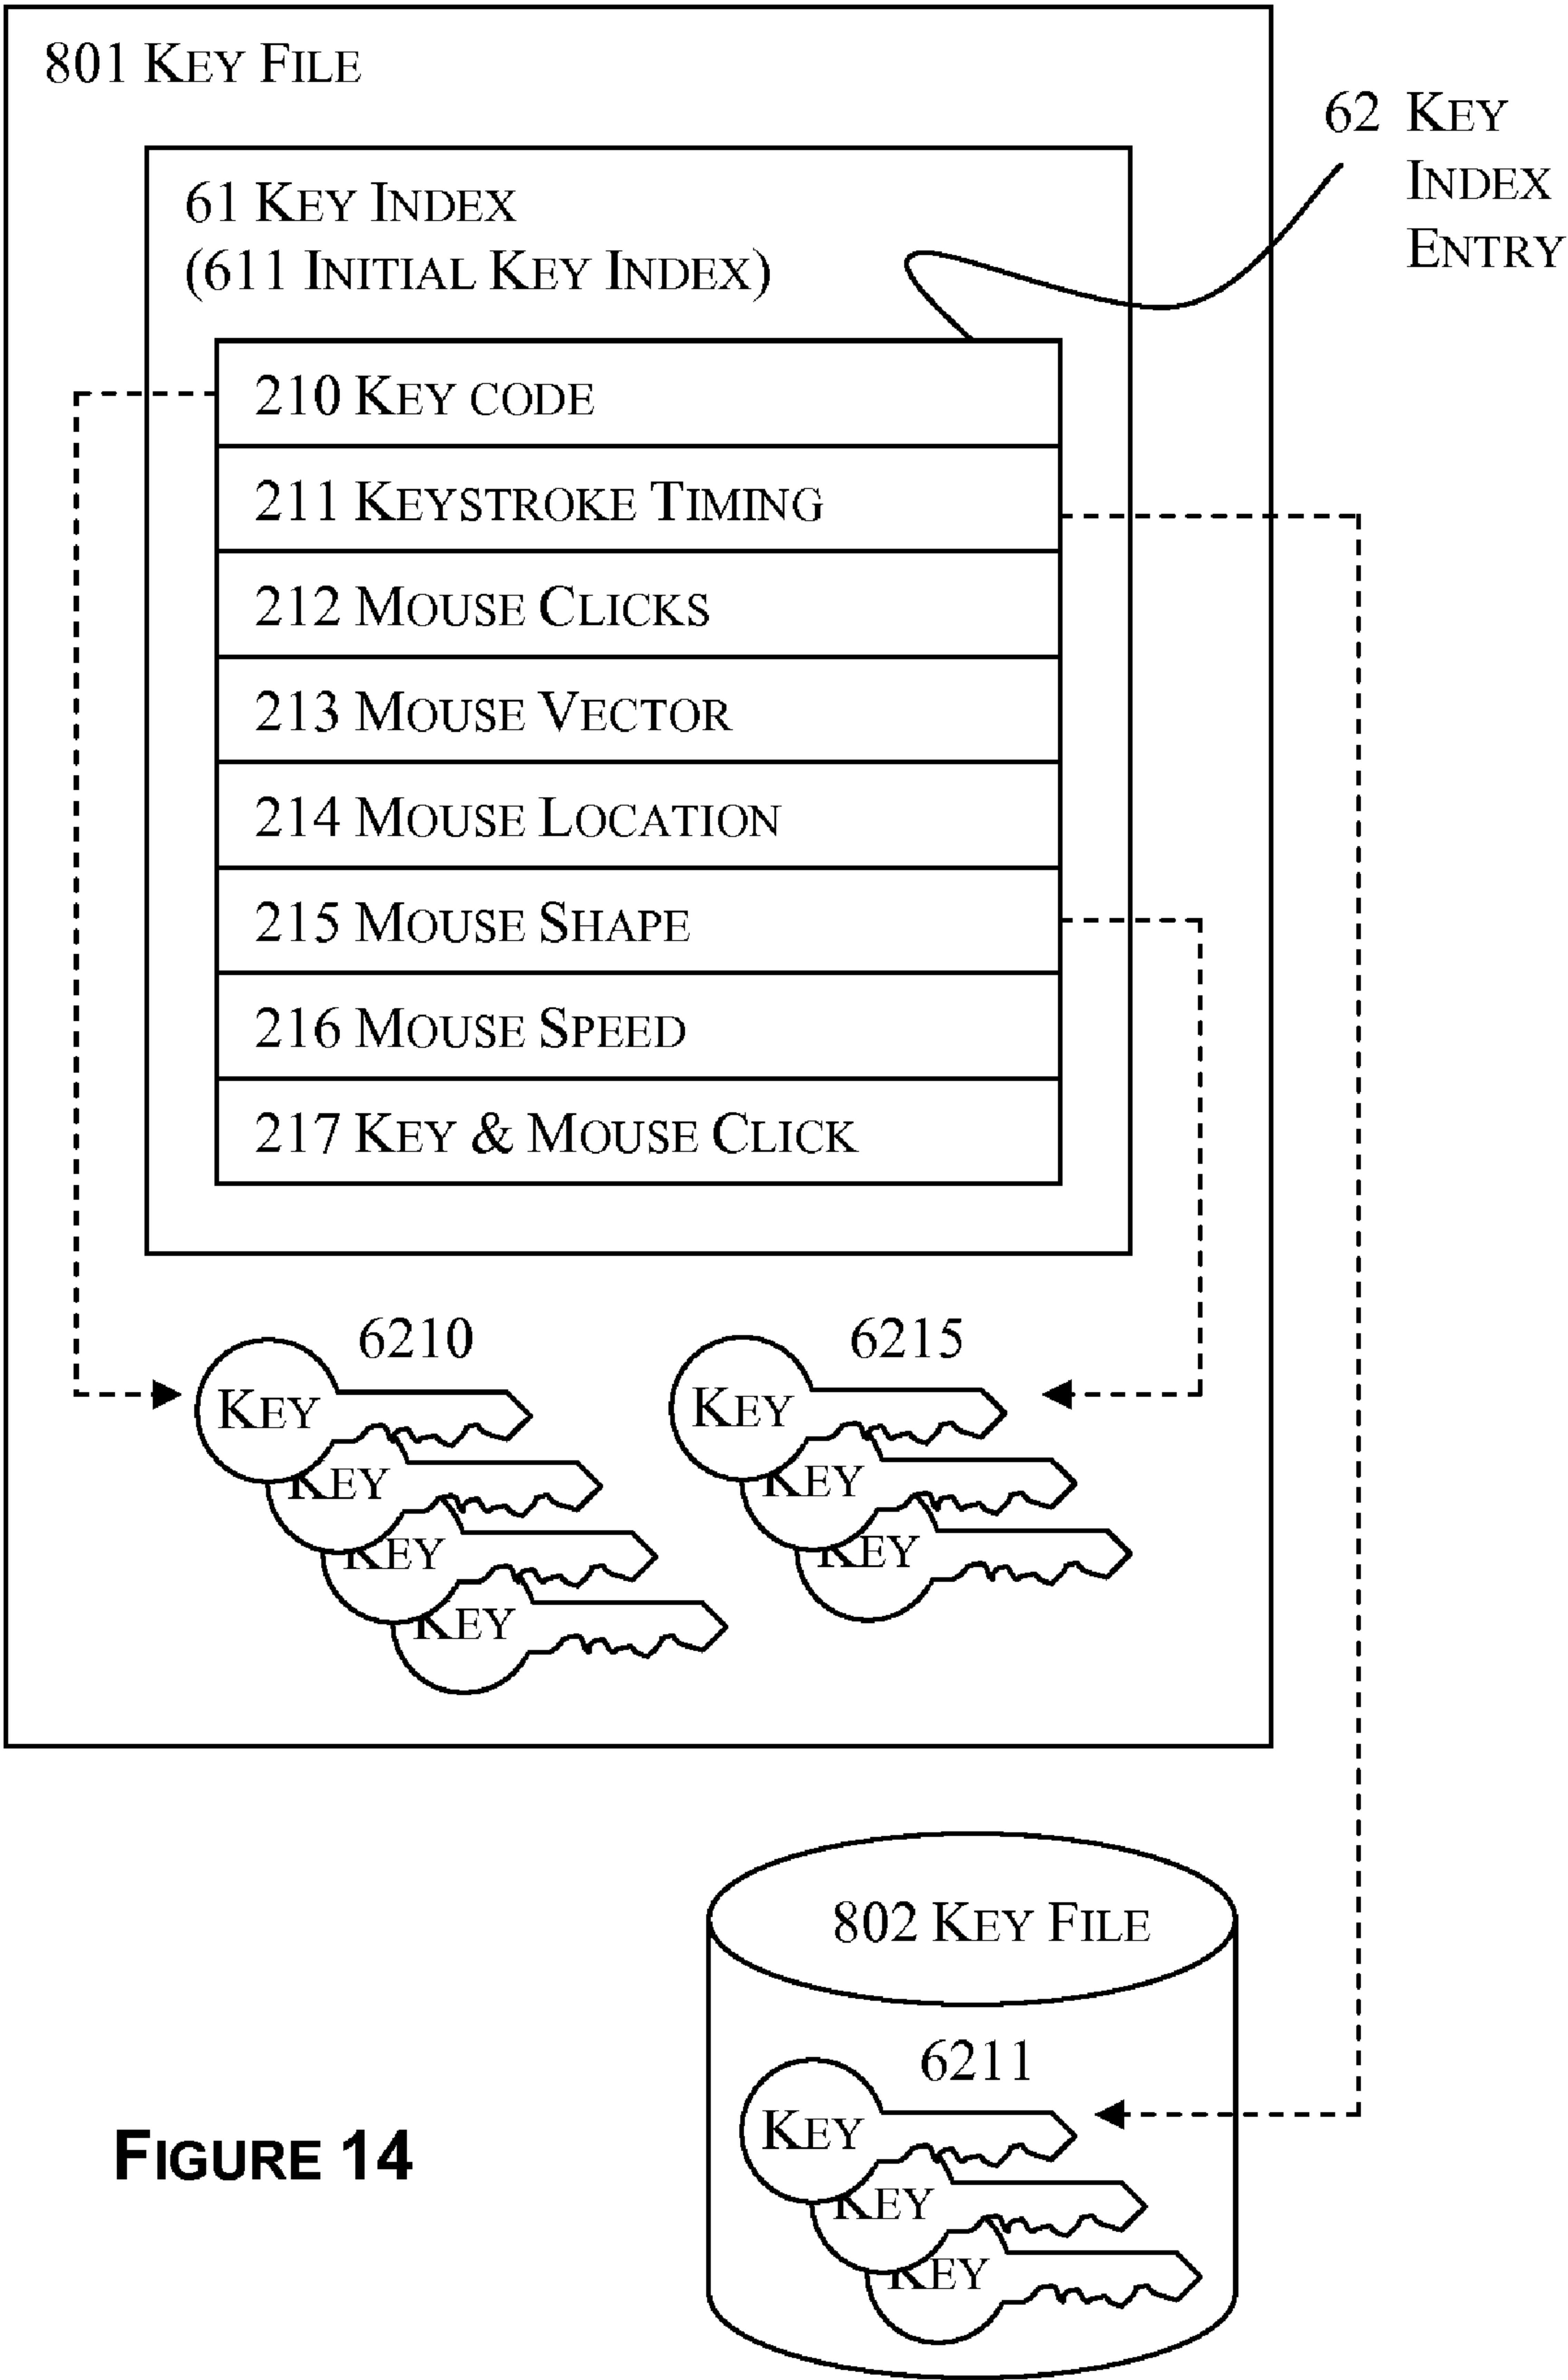 801 KEY FILE
62 KEY
INDEX
ENTRY
61 KEY INDEX
(611 INITIAL KEY INDEX)
210 KEY CODE
211 KEYSTROKE TIMING
212 MOUSE CLICKS
213 MOUSE VECTOR
214 MOUSE LOCATION
215 MOUSE SHAPE
216 MOUSE SPEED
217 KEY & MOUSE CLICK
6210
KEY
KEY
KEY
KEY
6215
KEY
KEY
KEY
802 KEY FILE
6211
KEY
KEY
KEY
FIGURE 14